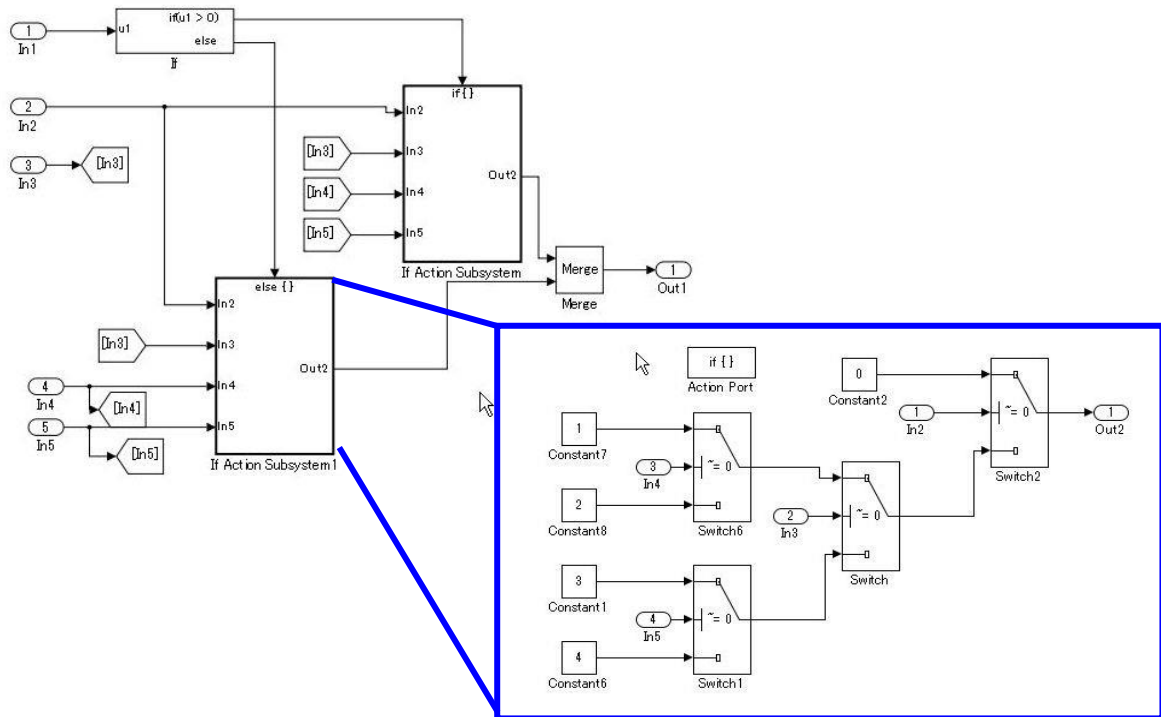 1
In1
u1
if(u1 > 0)
else
If
2
In2
3
In3
[In3]
if { }
In2
[In3]
In3
[In4]
In4
[In5]
In5
Out2
If Action Subsystem
Merge
Merge
1
Out1
else { }
In2
[In3]
In3
4
In4
In4
[In4]
5
In5
In5
[In5]
Out2
If Action Subsystem1
if { }
Action Port
0
Constant2
1
In2
~= 0
Switch2
1
Out2
1
Constant7
3
In4
~= 0
2
Constant8
Switch6
2
In3
~= 0
Switch
3
Constant1
4
In5
~= 0
4
Constant6
Switch1